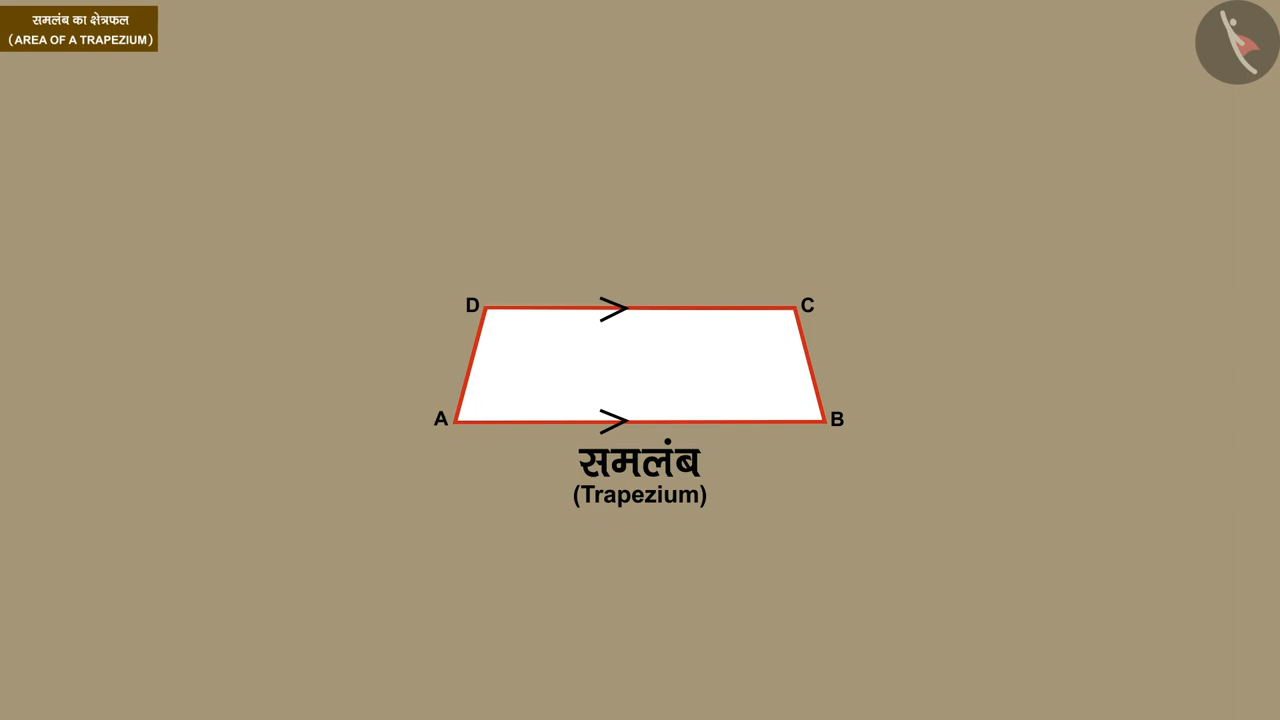 समलंब का क्षेत्रफल
(AREA OF A TRAPEZIUM)
D
C
A
B
समलंब
(Trapezium)